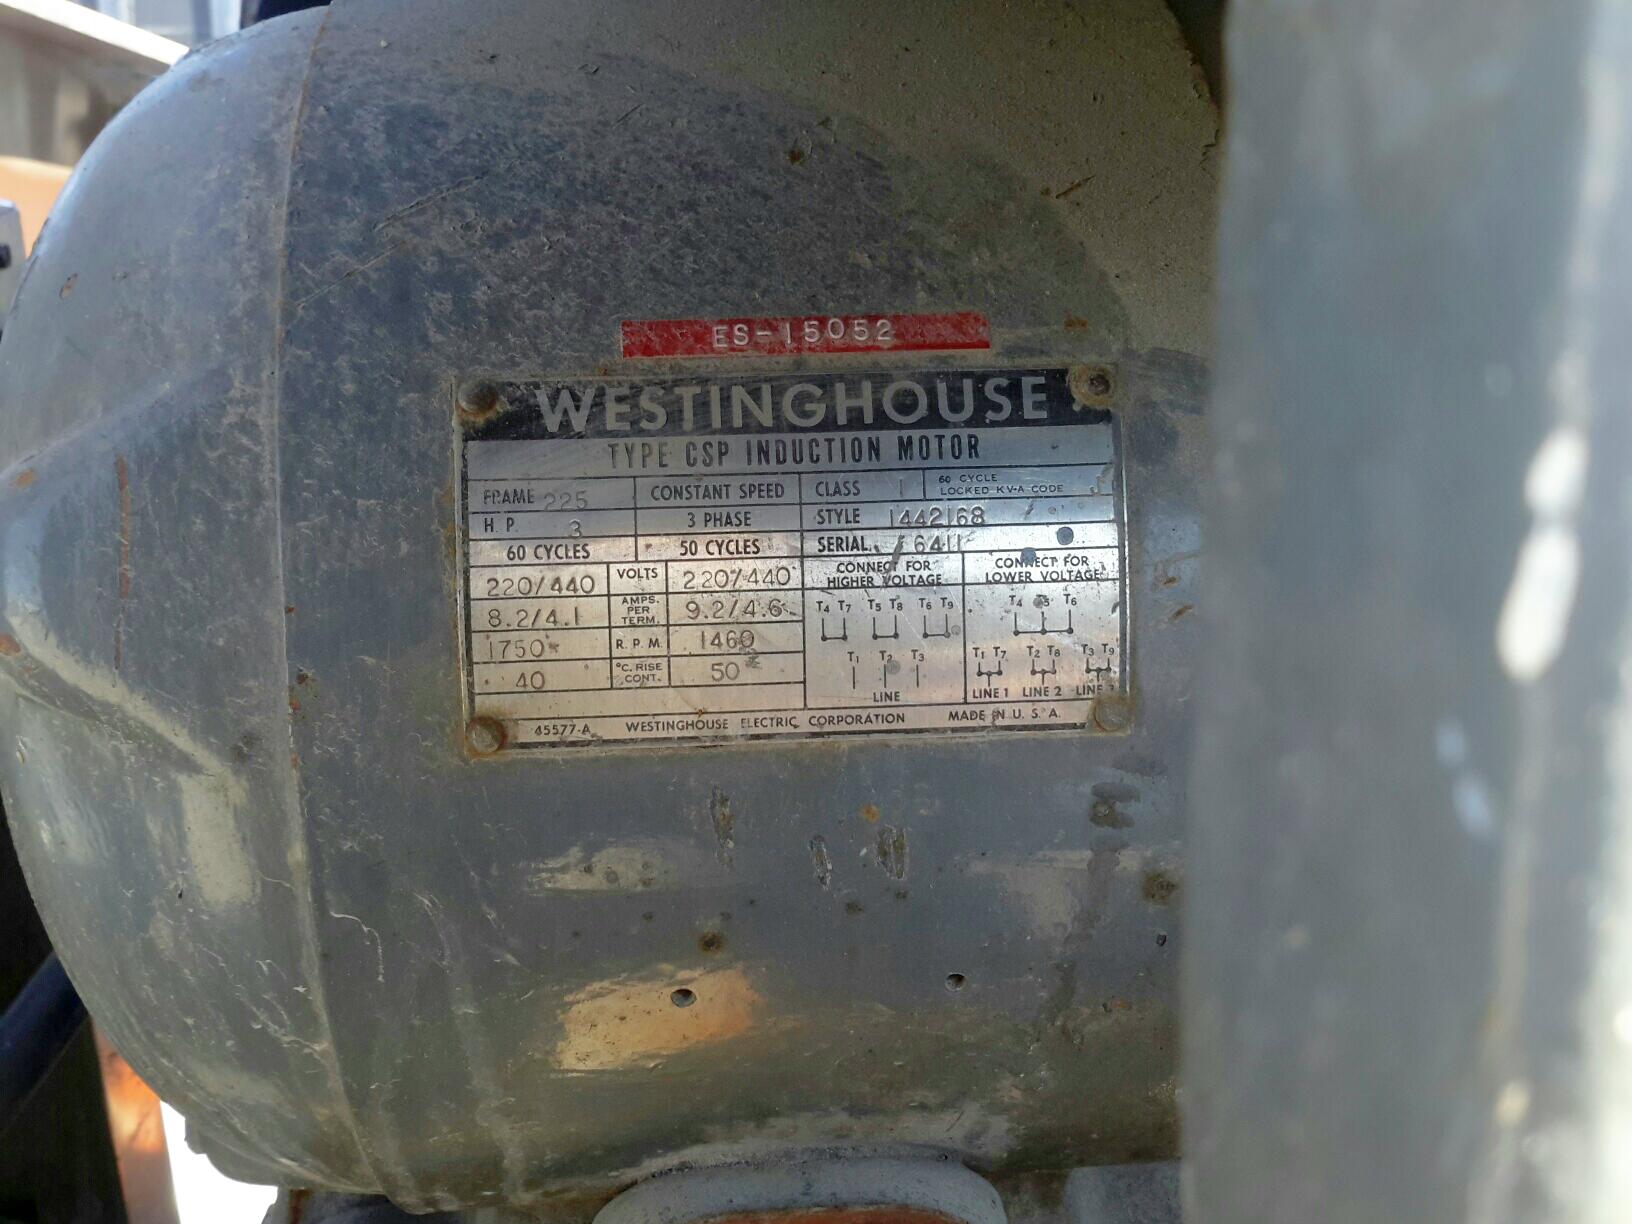 ES-15052
WESTINGHOUSE
TYPE CSP INDUCTION MOTOR
FRAME 225 CONSTANT SPEED CLASS 1 60 CYCLE LOCKED KV-A CODE J
H. P. 3 3 PHASE STYLE 1442168
60 CYCLES 50 CYCLES SERIAL 6411
220/440 VOLTS 220/440
8.2/4.1 AMPS. PER TERM. 9.2/4.6
1750 R. P. M. 1460
40 °C. RISE CONT. 50
CONNECT FOR HIGHER VOLTAGE
T4 T7 T5 T8 T6 T9
T1 T2 T3
LINE
CONNECT FOR LOWER VOLTAGE
T4 T5 T6
T1 T7 T2 T8 T3 T9
LINE 1 LINE 2 LINE 3
45577-A WESTINGHOUSE ELECTRIC CORPORATION MADE IN U. S. A.